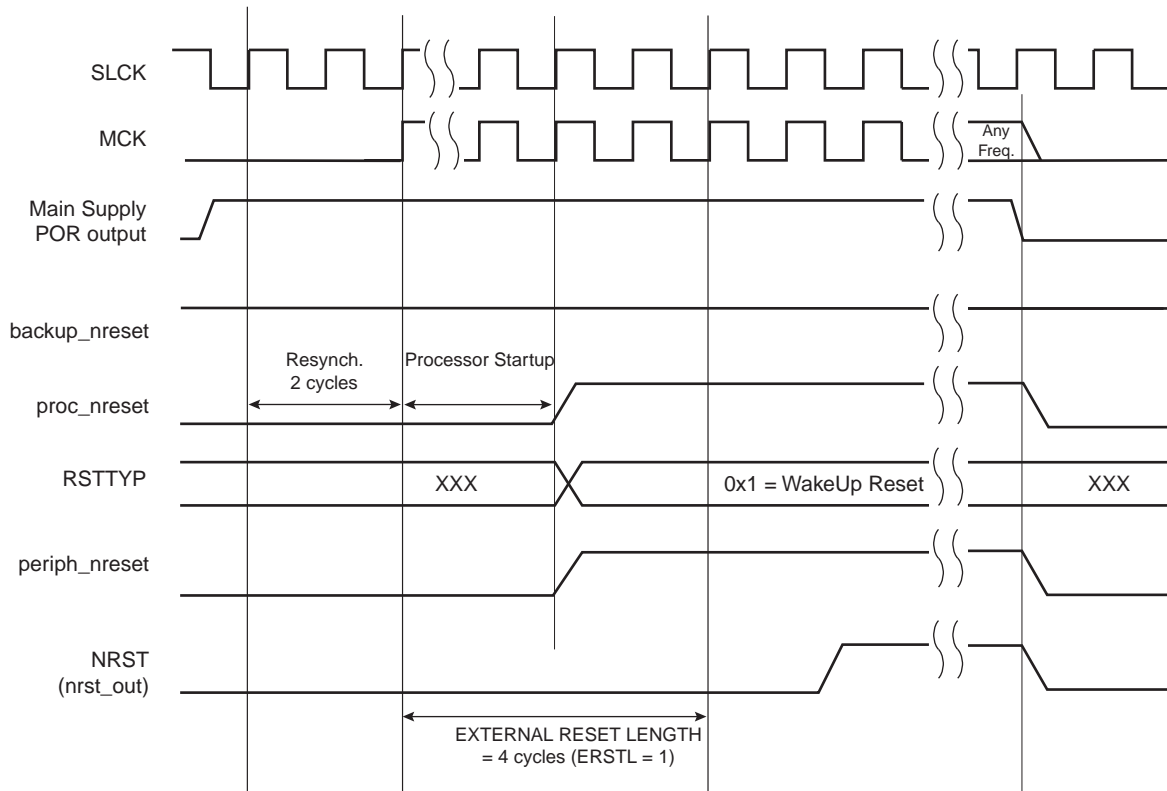 SLCK
MCK
Any
Freq.
Main Supply
POR output
backup_nreset
Resynch.
2 cycles
Processor Startup
proc_nreset
RSTTYP
XXX
0x1 = WakeUp Reset
XXX
periph_nreset
NRST
(nrst_out)
EXTERNAL RESET LENGTH
= 4 cycles (ERSTL = 1)